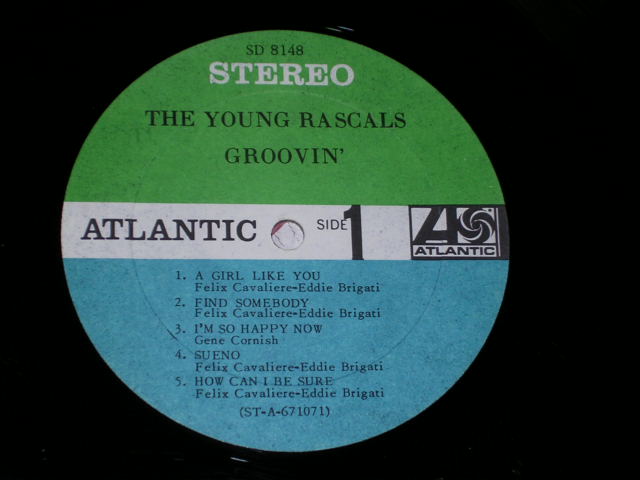 SD 8148
STEREO
THE YOUNG RASCALS
GROOVIN'
ATLANTIC SIDE 1 ATLANTIC
1. A GIRL LIKE YOU
Felix Cavaliere-Eddie Brigati
2. FIND SOMEBODY
Felix Cavaliere-Eddie Brigati
3. I'M SO HAPPY NOW
Gene Cornish
4. SUENO
Felix Cavaliere-Eddie Brigati
5. HOW CAN I BE SURE
Felix Cavaliere-Eddie Brigati
(ST-A-671071)